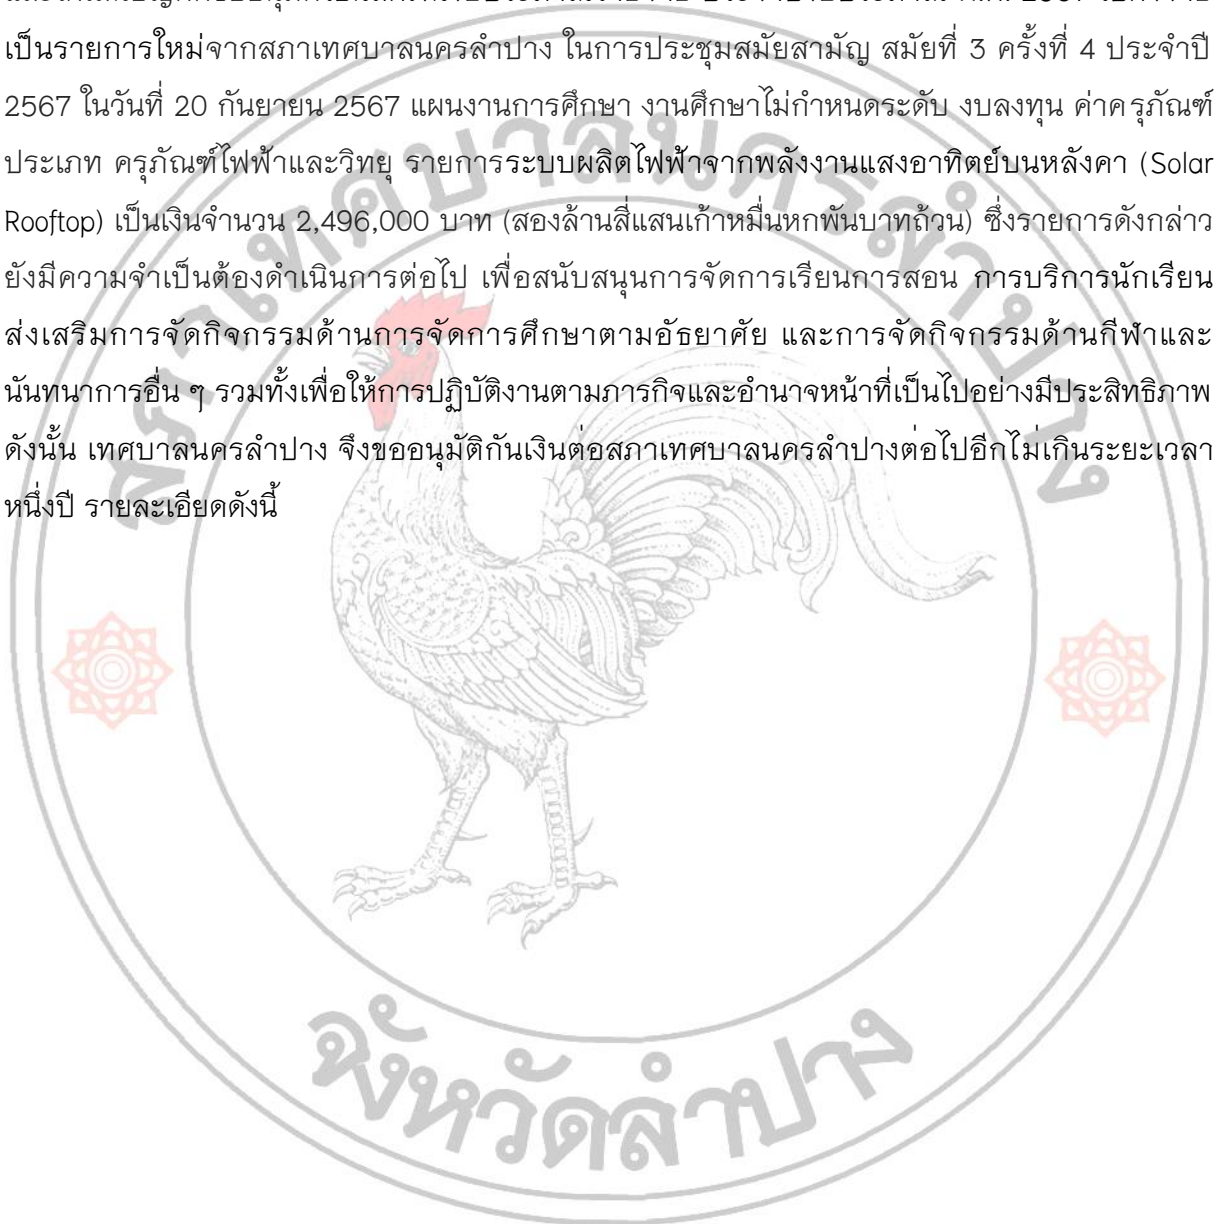 เป็นรายการใหม่จากสภาเทศบาลนครลำปาง ในการประชุมสมัยสามัญ สมัยที่ 3 ครั้งที่ 4 ประจำปี
2567 ในวันที่ 20 กันยายน 2567 แผนงานการศึกษา งานศึกษาไม่กำหนดระดับ งบลงทุน ค่าครุภัณฑ์
ประเภท ครุภัณฑ์ไฟฟ้าและวิทยุ รายการระบบผลิตไฟฟ้าจากพลังงานแสงอาทิตย์บนหลังคา (Solar
Rooftop) เป็นเงินจำนวน 2,496,000 บาท (สองล้านสี่แสนเก้าหมื่นหกพันบาทถ้วน) ซึ่งรายการดังกล่าว
ยังมีความจำเป็นต้องดำเนินการต่อไป เพื่อสนับสนุนการจัดการเรียนการสอน การบริการนักเรียน
ส่งเสริมการจัดกิจกรรมด้านการจัดการศึกษาตามอัธยาศัย และการจัดกิจกรรมด้านกีฬาและ
นันทนาการอื่น ๆ รวมทั้งเพื่อให้การปฏิบัติงานตามภารกิจและอำนาจหน้าที่เป็นไปอย่างมีประสิทธิภาพ
ดังนั้น เทศบาลนครลำปาง จึงขออนุมัติกันเงินต่อสภาเทศบาลนครลำปางต่อไปอีกไม่เกินระยะเวลา
หนึ่งปี รายละเอียดดังนี้
สภาเทศบาลนครลำปาง
จังหวัดลำปาง